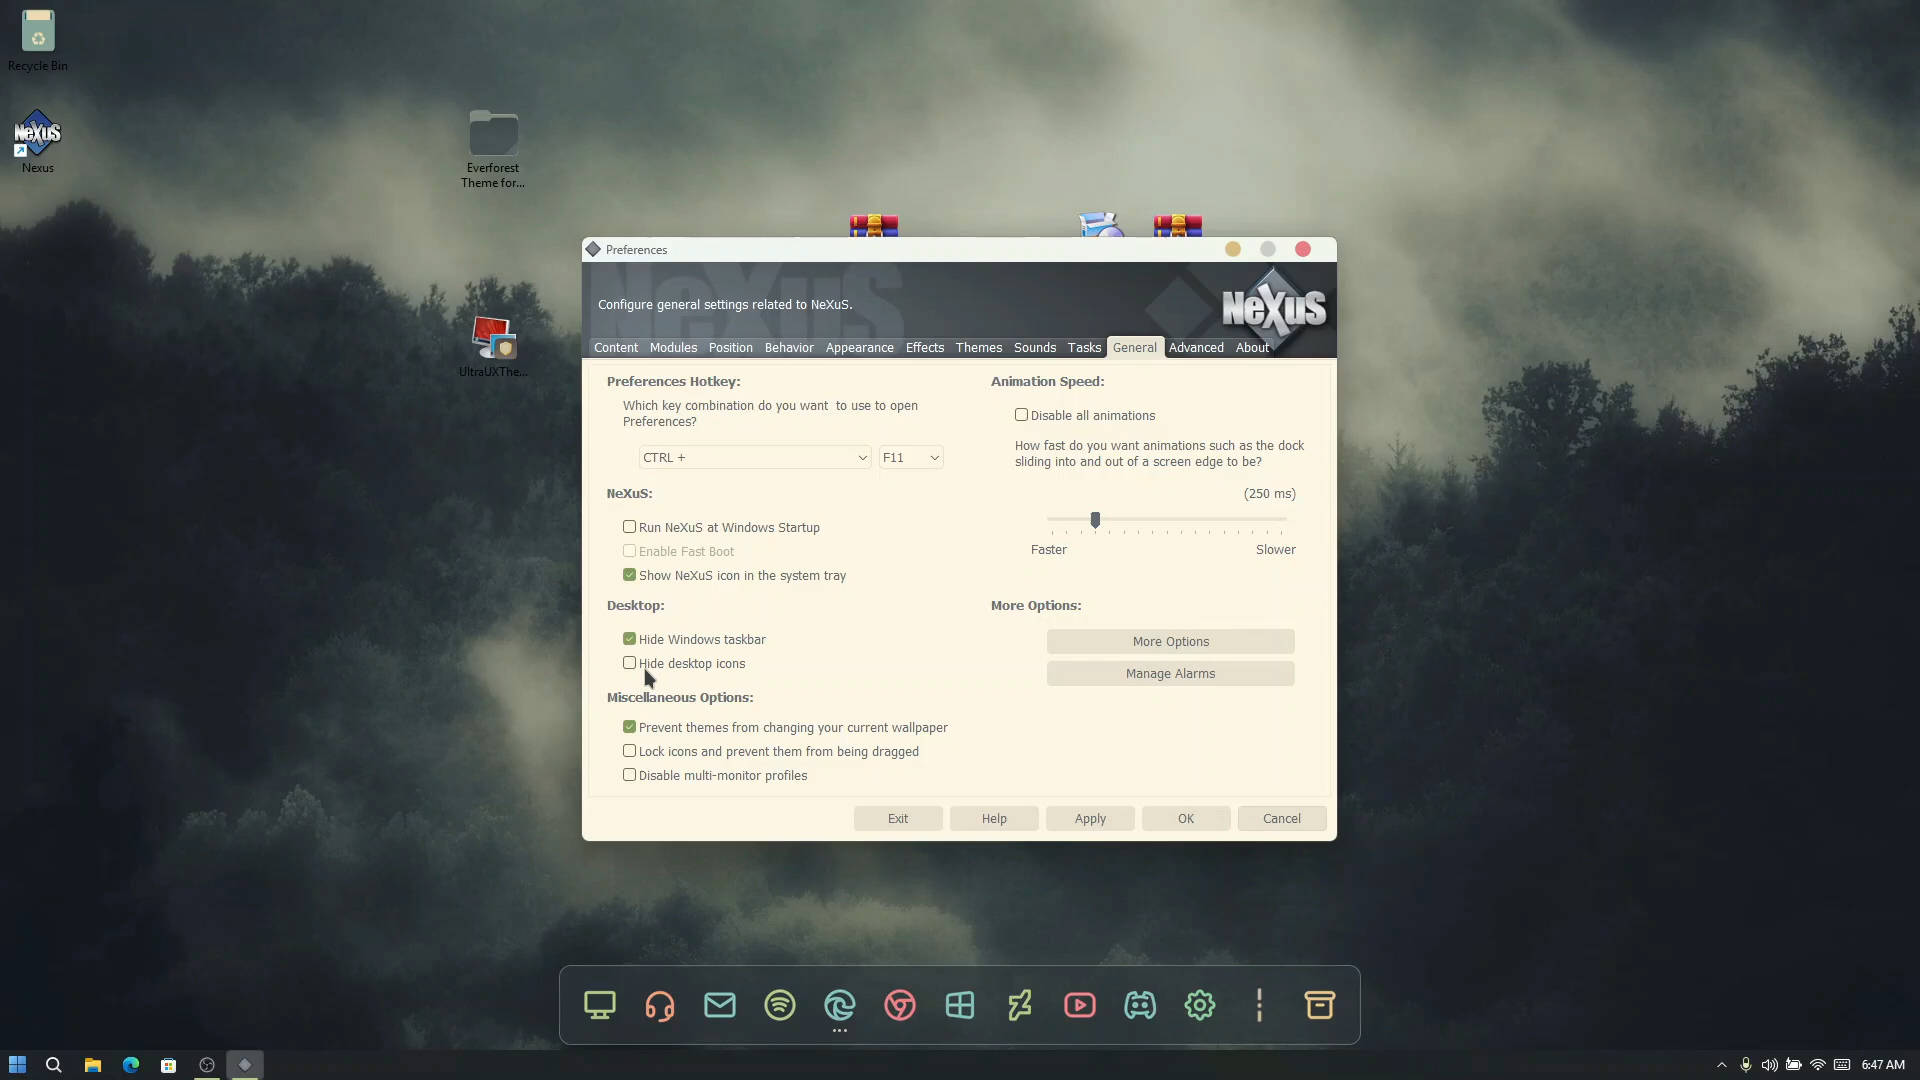 Recycle Bin
NeXuS
Nexus
Everforest
Theme for...
UltraUXThe...
Preferences
NeXuS
Configure general settings related to NeXuS.
NeXuS
Content Modules Position Behavior Appearance Effects Themes Sounds Tasks General Advanced About
Preferences Hotkey:
Which key combination do you want  to use to open
Preferences?
CTRL +
F11
NeXuS:
Run NeXuS at Windows Startup
Enable Fast Boot
Show NeXuS icon in the system tray
Desktop:
Hide Windows taskbar
Hide desktop icons
Miscellaneous Options:
Prevent themes from changing your current wallpaper
Lock icons and prevent them from being dragged
Disable multi-monitor profiles
Animation Speed:
Disable all animations
How fast do you want animations such as the dock
sliding into and out of a screen edge to be?
(250 ms)
Faster Slower
More Options:
More Options
Manage Alarms
Exit Help Apply OK Cancel
6:47 AM